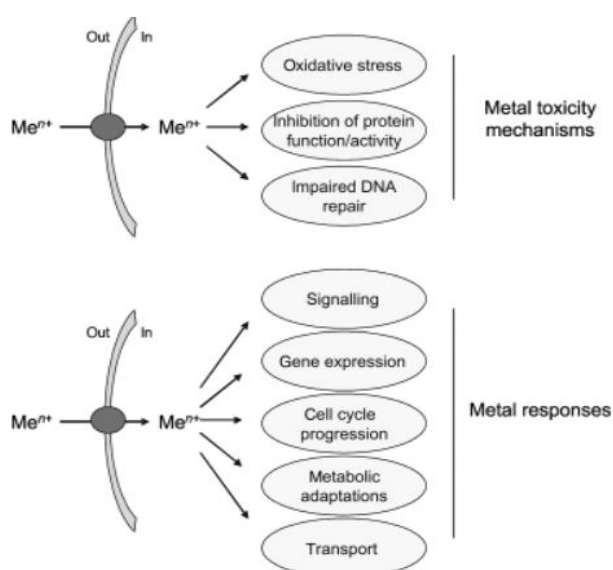 Out In
Oxidative stress
Me^n+ Me^n+
Inhibition of protein
function/activity
Metal toxicity
mechanisms
Impaired DNA
repair
Signalling
Out In
Gene expression
Me^n+ Me^n+
Cell cycle
progression
Metal responses
Metabolic
adaptations
Transport